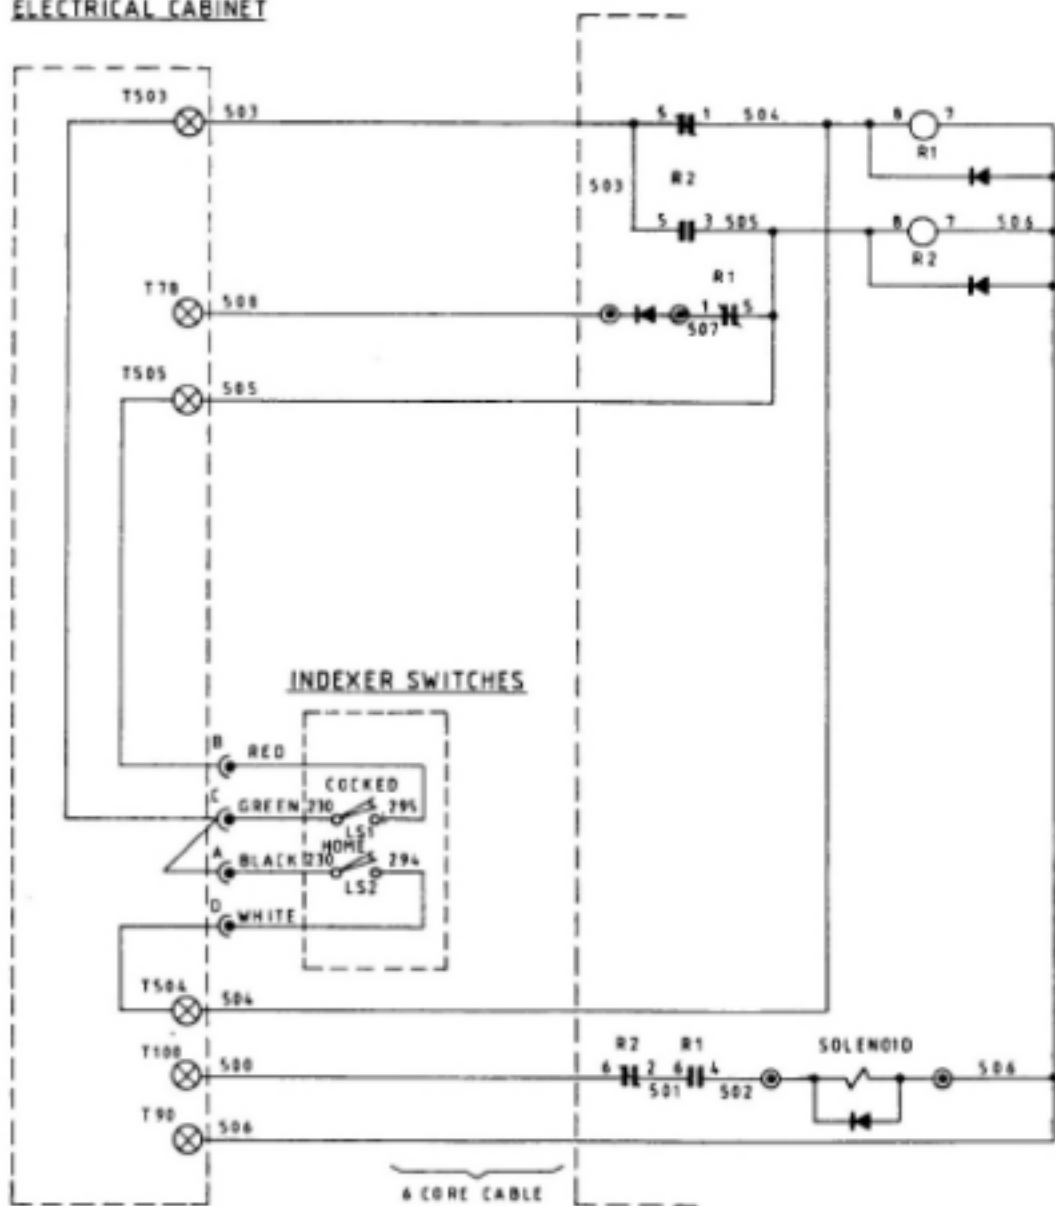 ELECTRICAL CABINET
T503
503
5 1 504
8 7
R1
503
R2
5 3 505
8 7 506
R2
R1
T78
508
1 5
507
T505
505
INDEXER SWITCHES
B RED
COCKED
C GREEN 230 295
LS1
HOME
A BLACK 230 294
LS2
D WHITE
T504
504
T100
500
R2 R1 SOLENOID
6 2 6 4 506
501 502
T90
506
6 CORE CABLE